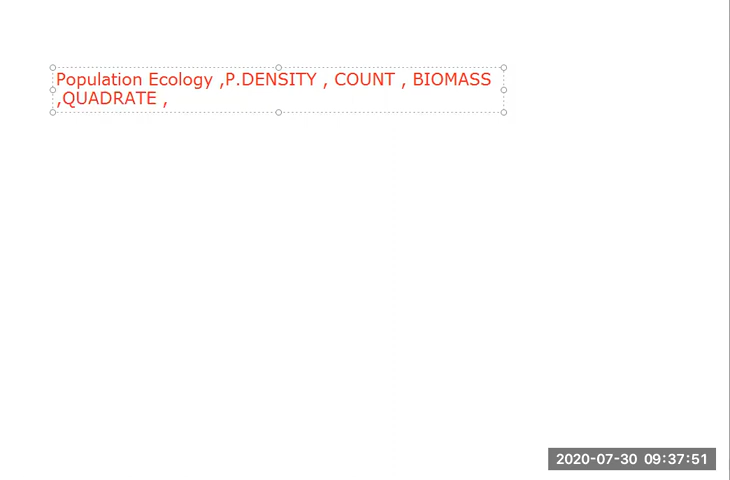 Population Ecology ,P.DENSITY , COUNT , BIOMASS
,QUADRATE ,
2020-07-30 09:37:51